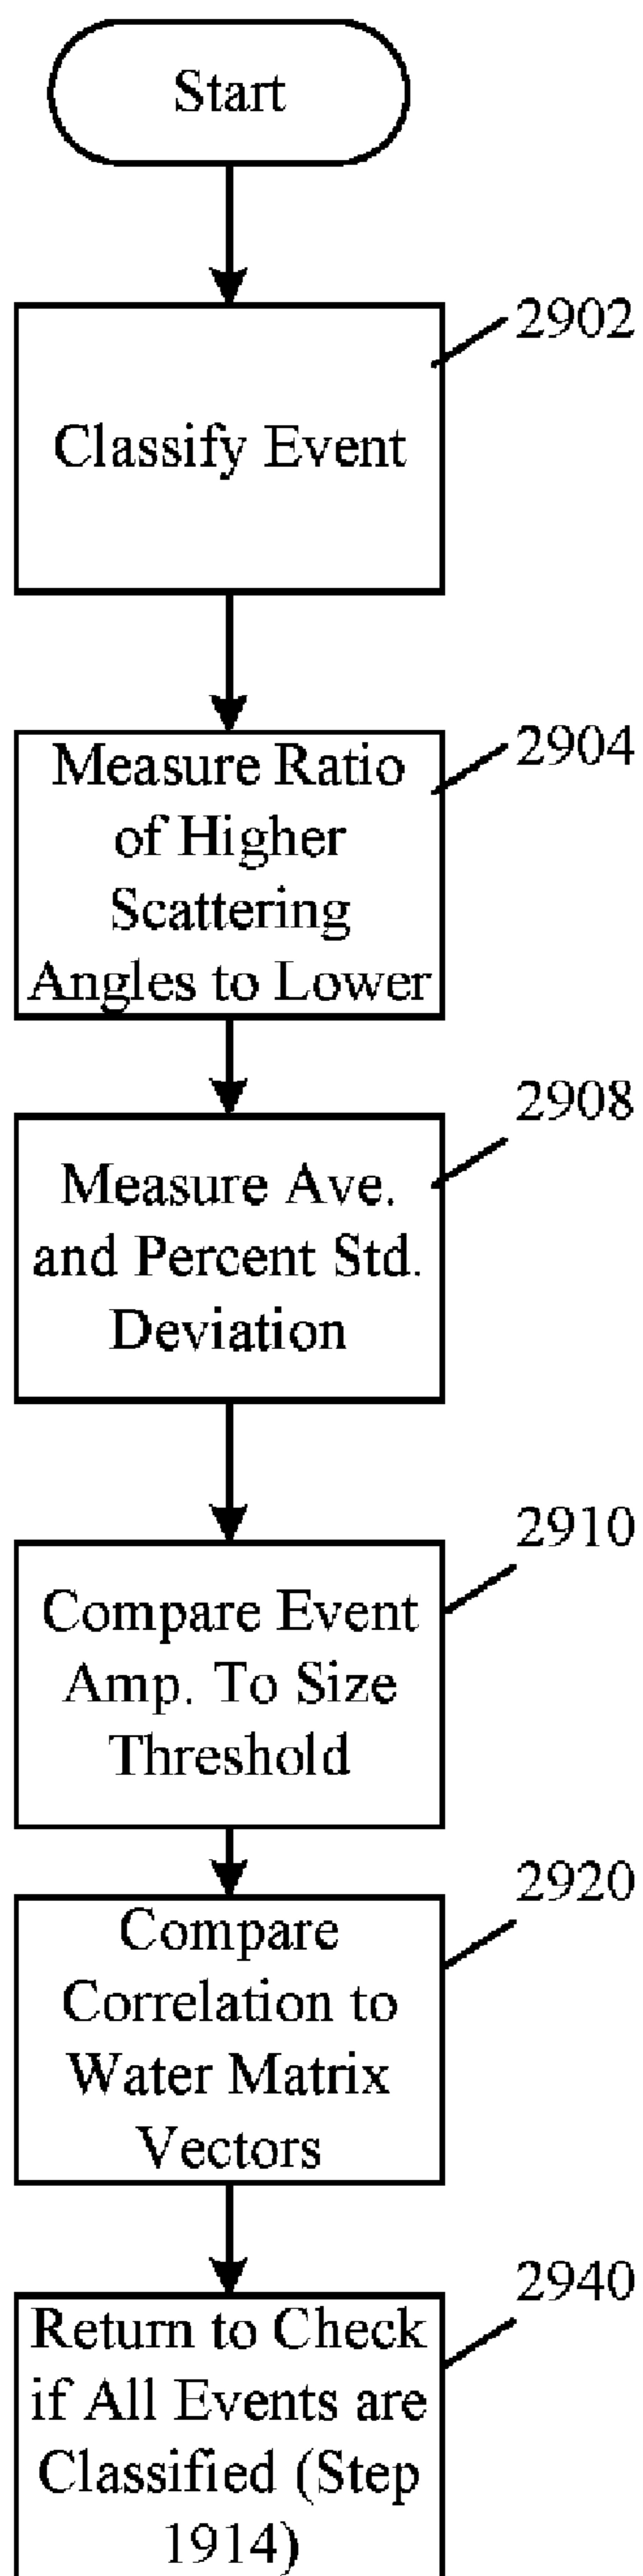 Start
2902
Classify Event
2904
Measure Ratio
of Higher
Scattering
Angles to Lower
2908
Measure Ave.
and Percent Std.
Deviation
2910
Compare Event
Amp. To Size
Threshold
2920
Compare
Correlation to
Water Matrix
Vectors
2940
Return to Check
if All Events are
Classified (Step
1914)